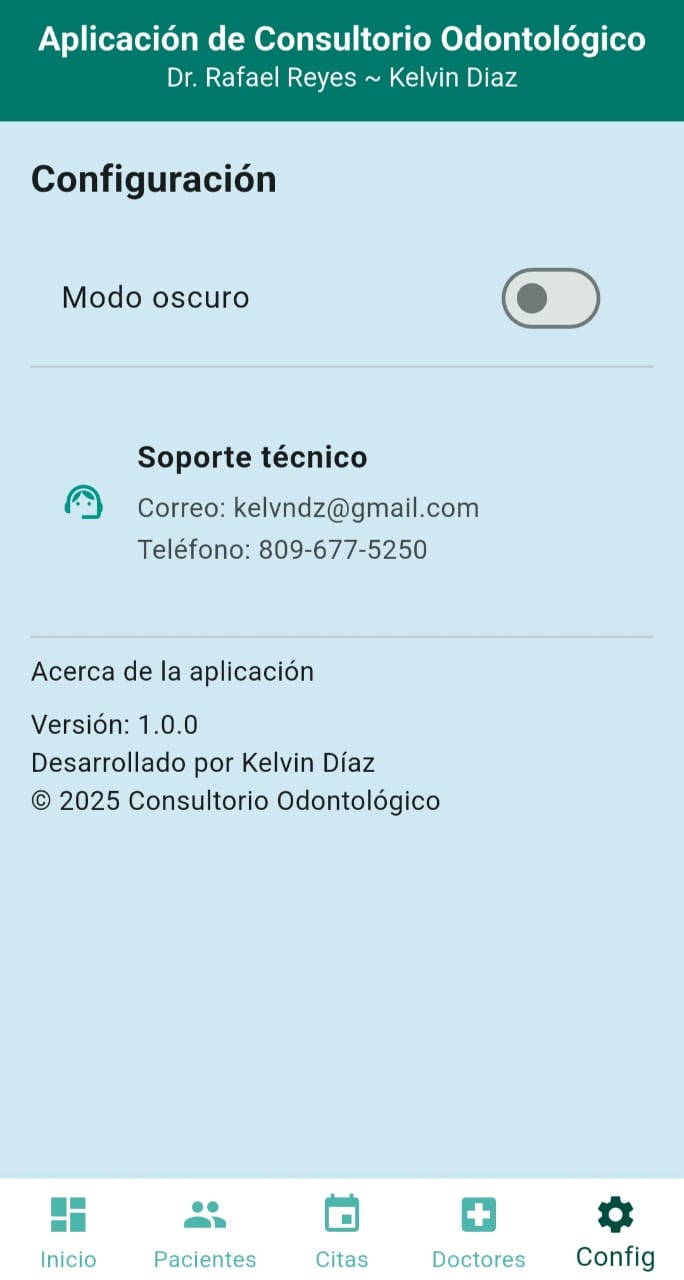 Aplicación de Consultorio Odontológico
Dr. Rafael Reyes ~ Kelvin Diaz
Configuración
Modo oscuro
Soporte técnico
Correo: kelvndz@gmail.com
Teléfono: 809-677-5250
Acerca de la aplicación
Versión: 1.0.0
Desarrollado por Kelvin Díaz
© 2025 Consultorio Odontológico
Inicio
Pacientes
Citas
Doctores
Config